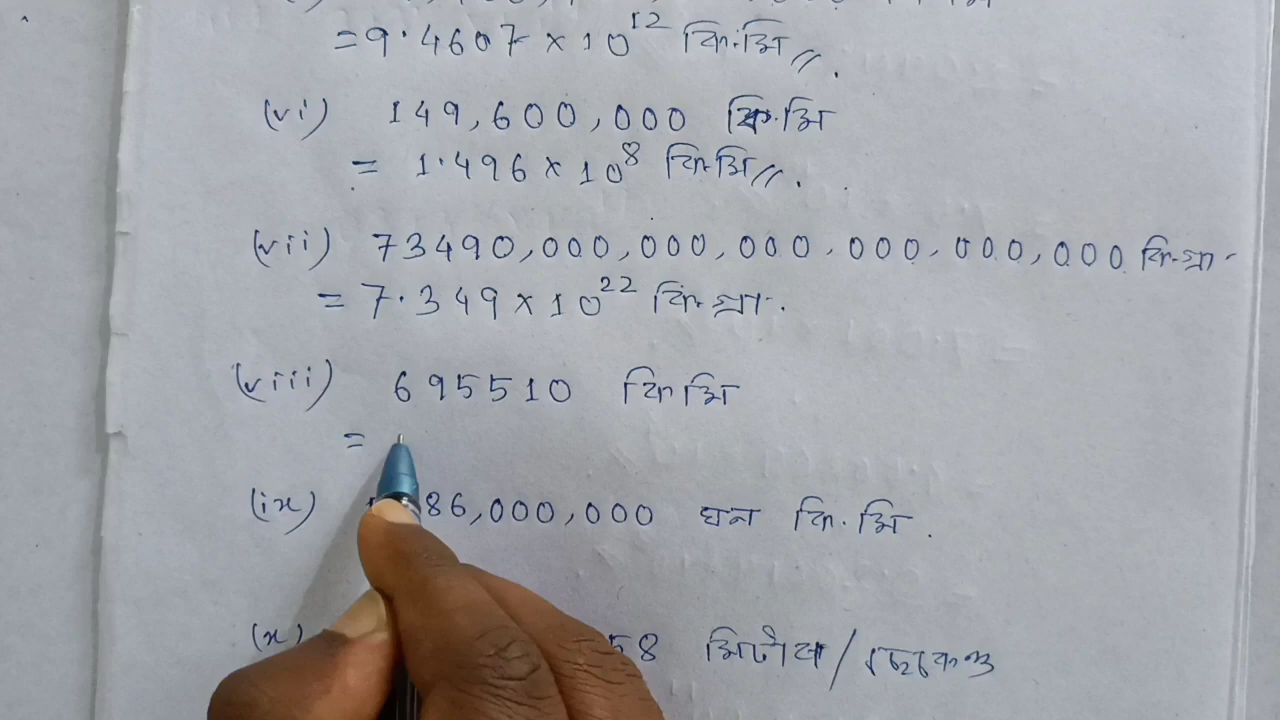 =9.4607 × 10^12 কি.মি //.
(vi) 149,600,000 কি.মি
= 1.496 × 10^8 কি.মি //.
(vii) 73490,000,000,000,000,000,000 কি.গ্ৰা.
= 7.349 × 10^22 কি.গ্ৰা.
(viii) 695510 কি মি
=
(ix) 86,000,000 ঘন কি.মি.
(x) 58 মিটাৰ/ছেকেণ্ড